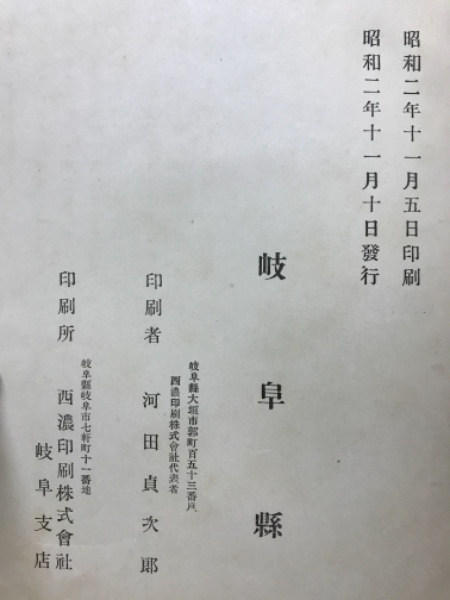 昭和二年十一月五日印刷
昭和二年十一月十日發行
岐阜縣
岐阜縣大垣市郭町百五十三番戶
西濃印刷株式會社代表者
印刷者 河田貞次郎
岐阜縣岐阜市七軒町十一番地
印刷所 西濃印刷株式會社
岐阜支店